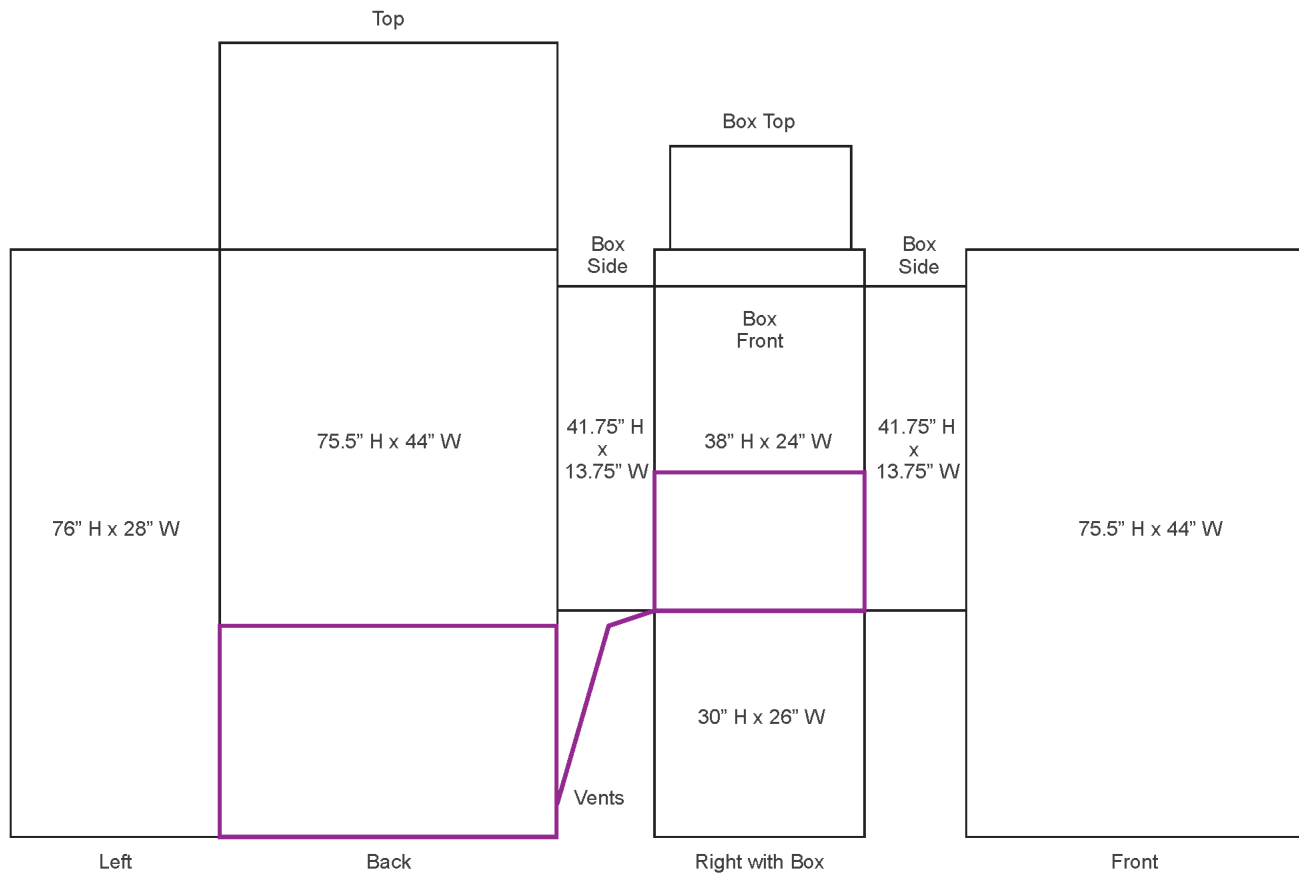 Top
Box Top
Box
Side
Box
Side
Box
Front
75.5” H x 44” W
41.75” H
x
13.75” W
38” H x 24” W
41.75” H
x
13.75” W
76” H x 28” W
75.5” H x 44” W
30” H x 26” W
Vents
Left
Back
Right with Box
Front